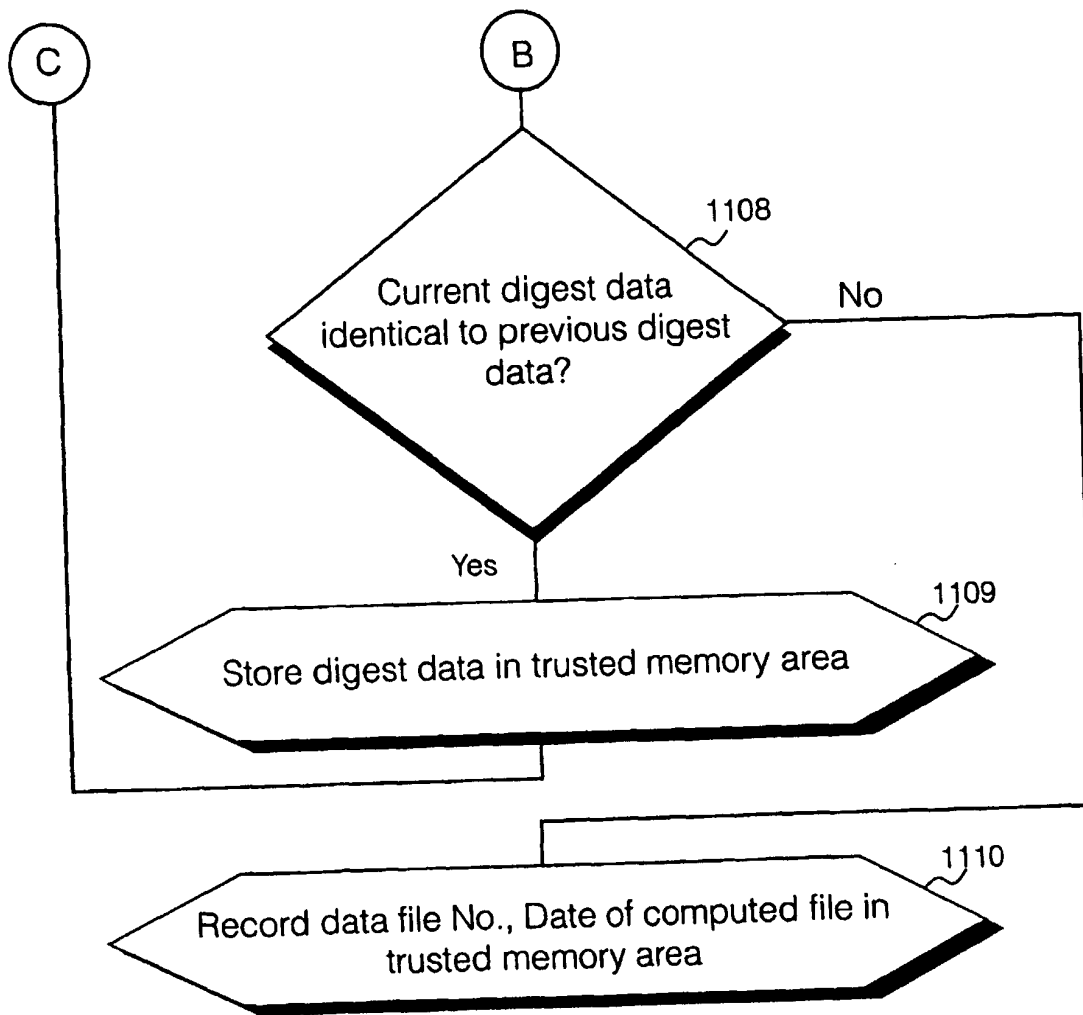 C
B
1108
Current digest data
identical to previous digest
data?
No
Yes
1109
Store digest data in trusted memory area
1110
Record data file No., Date of computed file in
trusted memory area